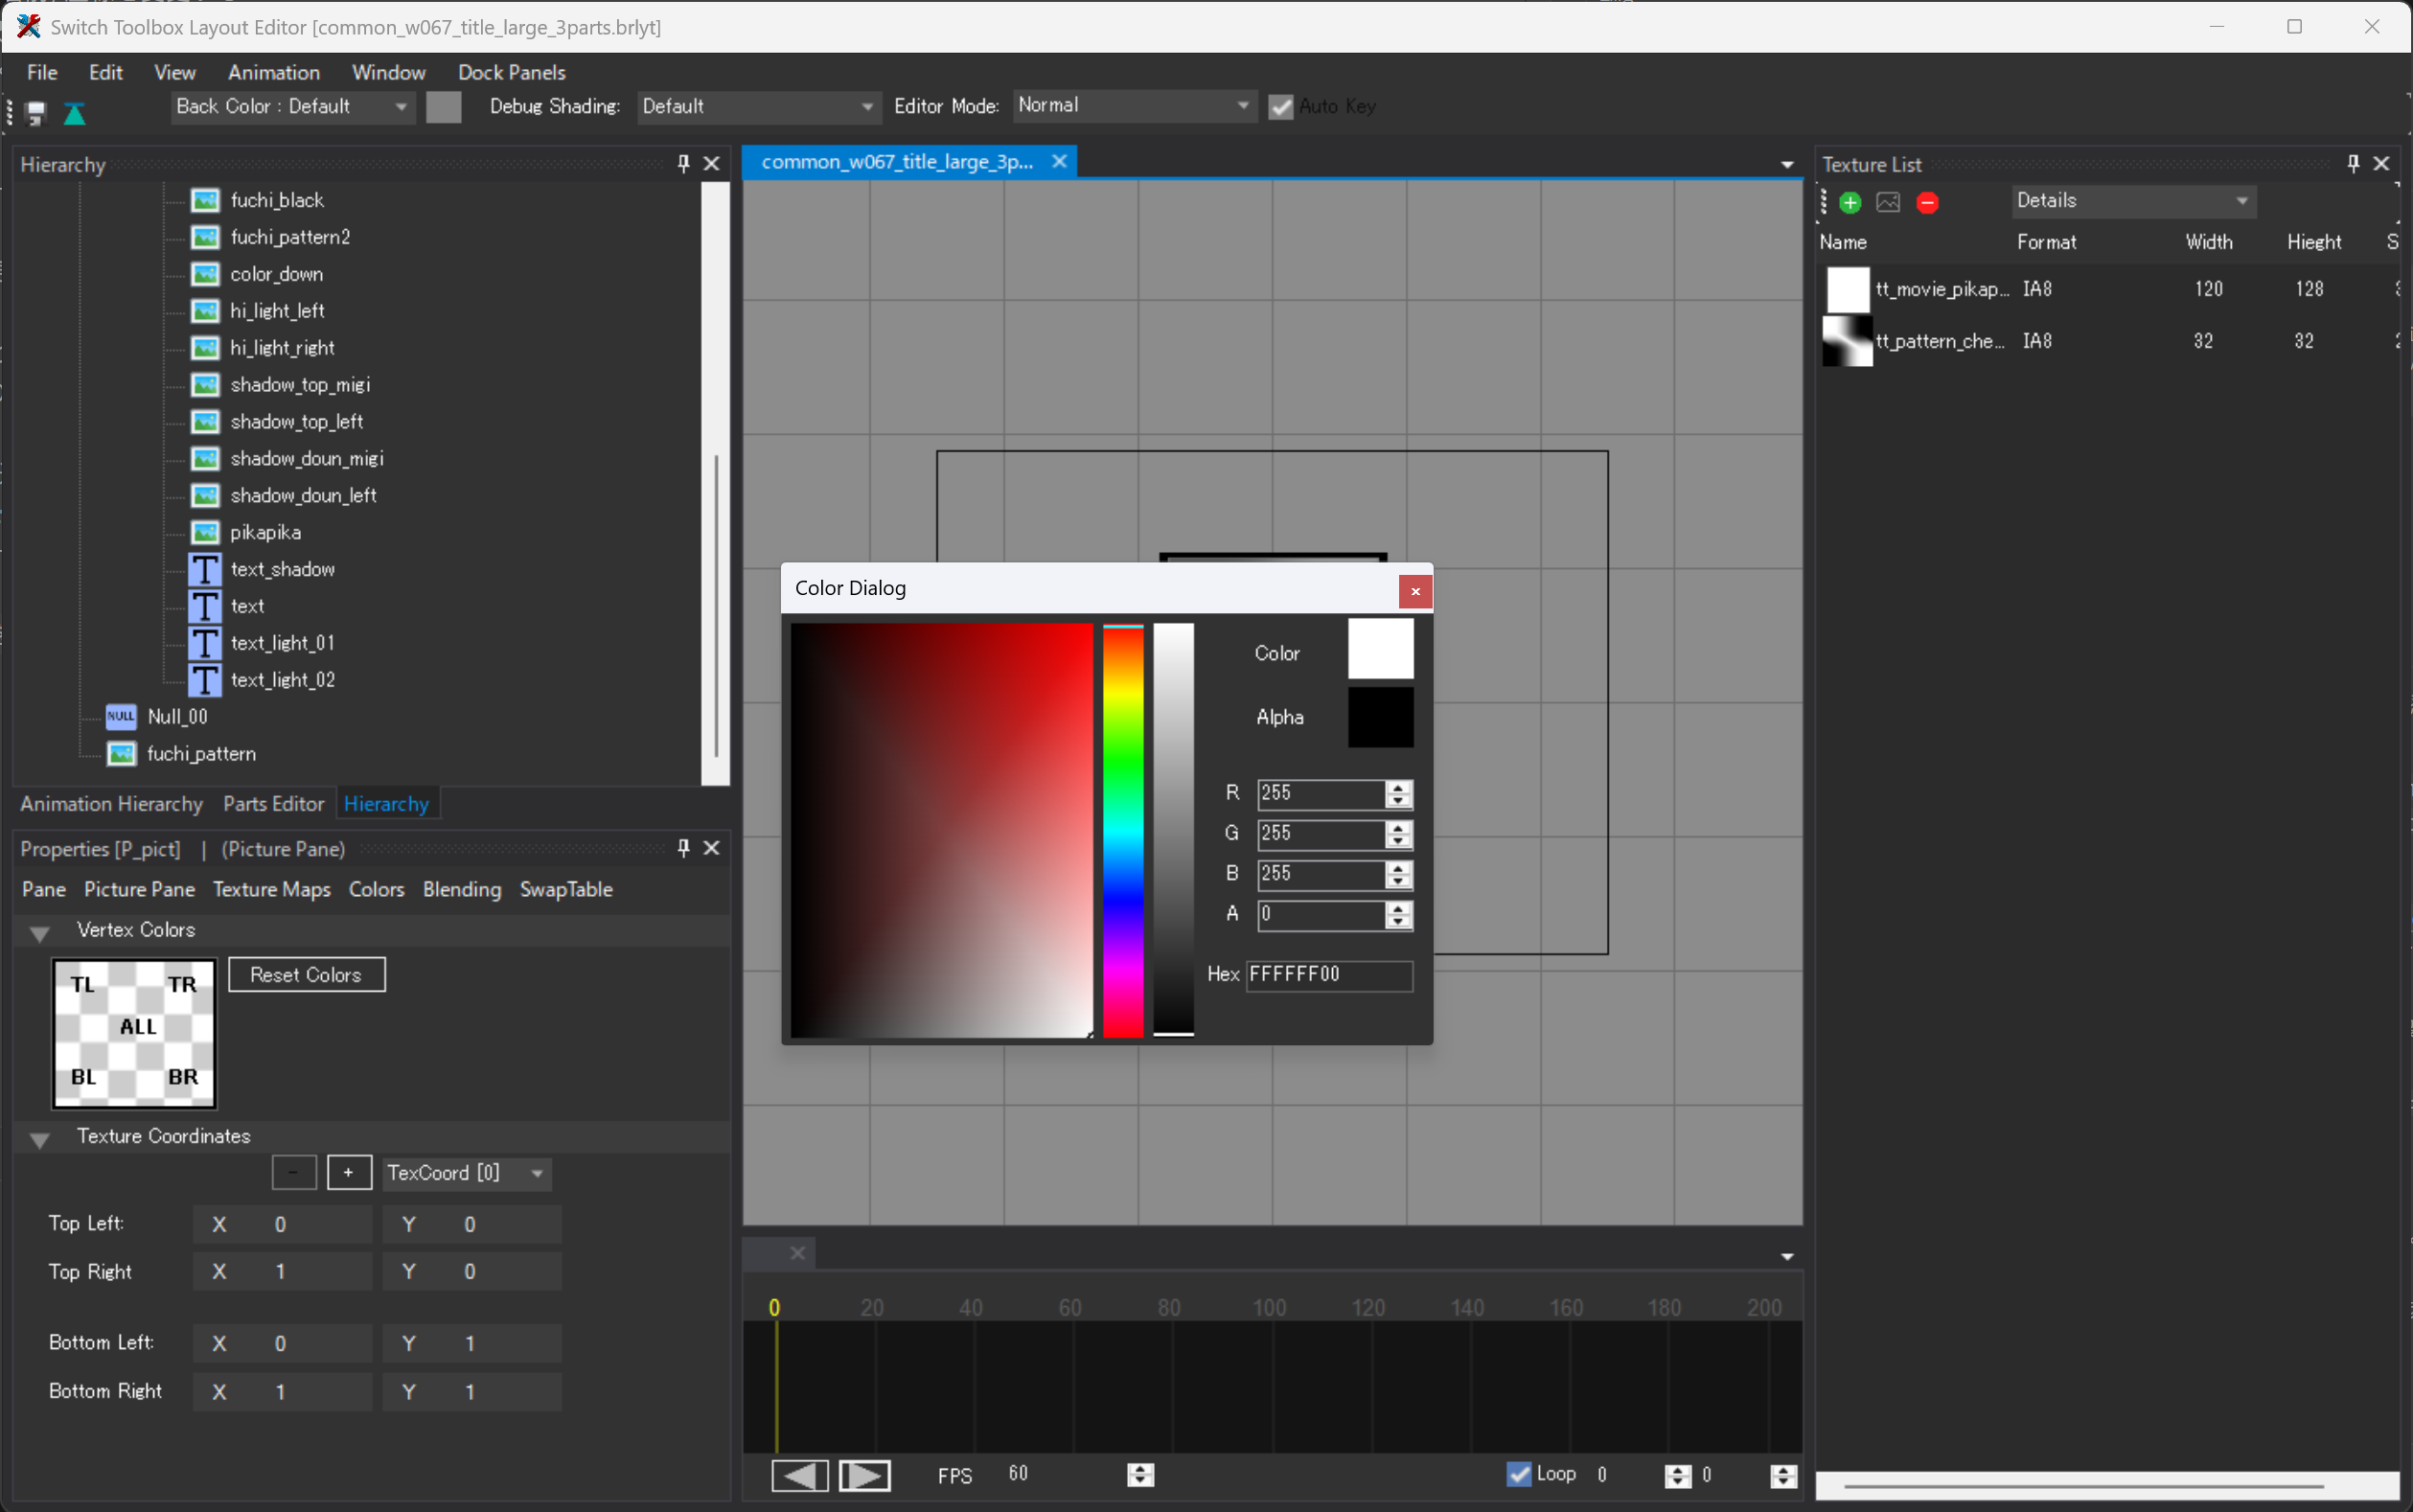 Switch Toolbox Layout Editor [common_w067_title_large_3parts.brlyt]
File Edit View Animation Window Dock Panels
Back Color : Default Debug Shading: Default Editor Mode: Normal Auto Key
Hierarchy
fuchi_black
fuchi_pattern2
color_down
hi_light_left
hi_light_right
shadow_top_migi
shadow_top_left
shadow_doun_migi
shadow_doun_left
pikapika
T text_shadow
T text
T text_light_01
T text_light_02
NULL Null_00
fuchi_pattern
Animation Hierarchy Parts Editor Hierarchy
Properties [P_pict] | (Picture Pane)
Pane Picture Pane Texture Maps Colors Blending SwapTable
Vertex Colors
TL TR
ALL
BL BR
Reset Colors
Texture Coordinates
- + TexCoord [0]
Top Left: X 0 Y 0
Top Right X 1 Y 0
Bottom Left: X 0 Y 1
Bottom Right X 1 Y 1
common_w067_title_large_3p...
Color Dialog
Color
Alpha
R 255
G 255
B 255
A 0
Hex FFFFFF00
0 20 40 60 80 100 120 140 160 180 200
FPS 60 Loop 0 0
Texture List
Details
Name Format Width Hieght S
tt_movie_pikap... IA8 120 128
tt_pattern_che... IA8 32 32